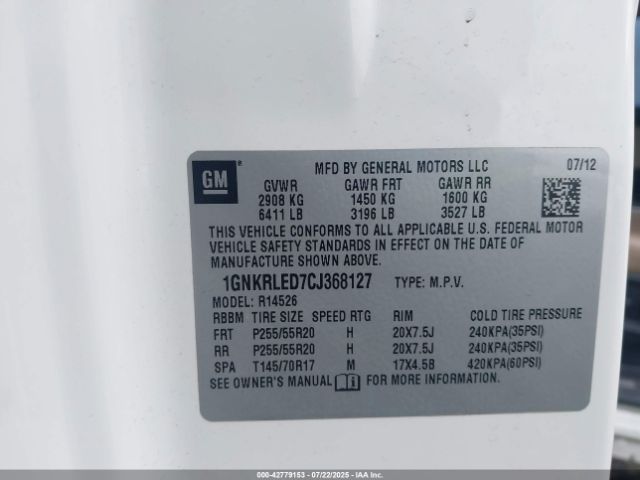 GM
MFD BY GENERAL MOTORS LLC 07/12
GVWR GAWR FRT GAWR RR
2908 KG 1450 KG 1600 KG
6411 LB 3196 LB 3527 LB
THIS VEHICLE CONFORMS TO ALL APPLICABLE U.S. FEDERAL MOTOR
VEHICLE SAFETY STANDARDS IN EFFECT ON THE DATE OF
MANUFACTURE SHOWN ABOVE.
1GNKRLED7CJ368127 TYPE: M.P.V.
MODEL: R14526
RBBM TIRE SIZE SPEED RTG RIM COLD TIRE PRESSURE
FRT P255/55R20 H 20X7.5J 240KPA(35PSI)
RR P255/55R20 H 20X7.5J 240KPA(35PSI)
SPA T145/70R17 M 17X4.5B 420KPA(60PSI)
SEE OWNER'S MANUAL FOR MORE INFORMATION.
000-42779153 - 07/22/2025 - IAAI.CA